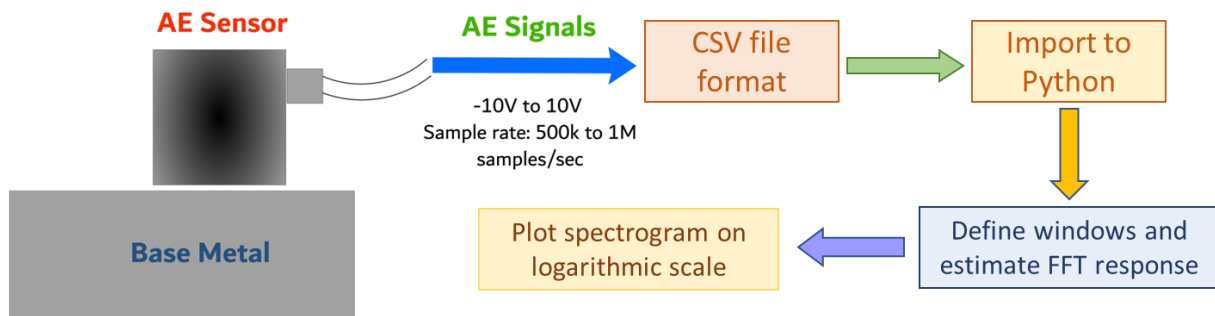 AE Sensor
AE Signals
-10V to 10V
Sample rate: 500k to 1M
samples/sec
CSV file
format
Import to
Python
Define windows and
estimate FFT response
Plot spectrogram on
logarithmic scale
Base Metal